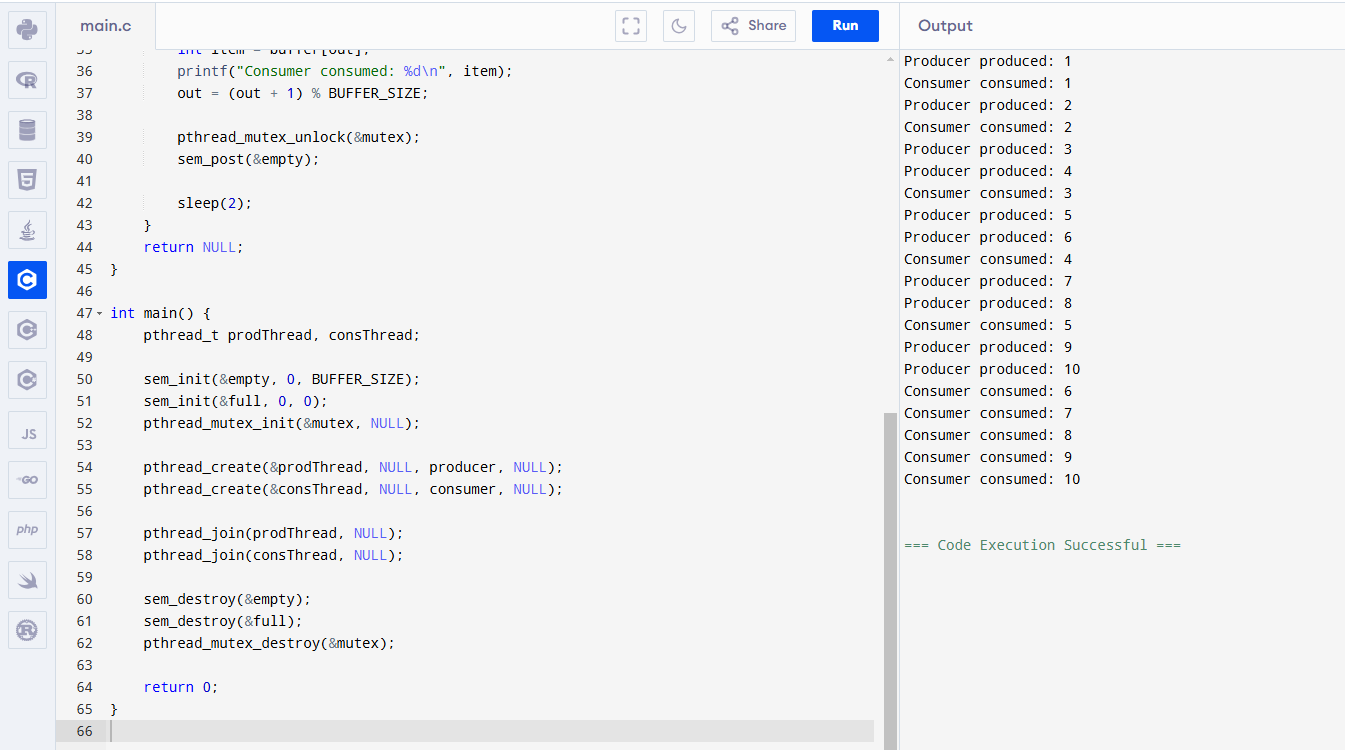 main.c
Share
Run
Output
JS
GO
php
35 int item = buffer[out];
36 printf("Consumer consumed: %d\n", item);
37 out = (out + 1) % BUFFER_SIZE;
38
39 pthread_mutex_unlock(&mutex);
40 sem_post(&empty);
41
42 sleep(2);
43 }
44 return NULL;
45 }
46
47 int main() {
48 pthread_t prodThread, consThread;
49
50 sem_init(&empty, 0, BUFFER_SIZE);
51 sem_init(&full, 0, 0);
52 pthread_mutex_init(&mutex, NULL);
53
54 pthread_create(&prodThread, NULL, producer, NULL);
55 pthread_create(&consThread, NULL, consumer, NULL);
56
57 pthread_join(prodThread, NULL);
58 pthread_join(consThread, NULL);
59
60 sem_destroy(&empty);
61 sem_destroy(&full);
62 pthread_mutex_destroy(&mutex);
63
64 return 0;
65 }
66
Producer produced: 1
Consumer consumed: 1
Producer produced: 2
Consumer consumed: 2
Producer produced: 3
Producer produced: 4
Consumer consumed: 3
Producer produced: 5
Producer produced: 6
Consumer consumed: 4
Producer produced: 7
Producer produced: 8
Consumer consumed: 5
Producer produced: 9
Producer produced: 10
Consumer consumed: 6
Consumer consumed: 7
Consumer consumed: 8
Consumer consumed: 9
Consumer consumed: 10
=== Code Execution Successful ===